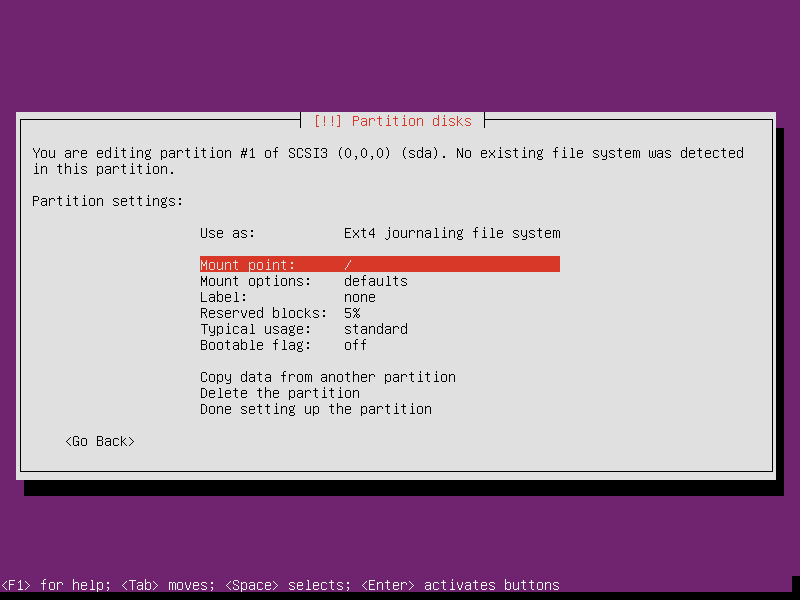 [!!] Partition disks
You are editing partition #1 of SCSI3 (0,0,0) (sda). No existing file system was detected
in this partition.
Partition settings:
Use as: Ext4 journaling file system
Mount point: /
Mount options: defaults
Label: none
Reserved blocks: 5%
Typical usage: standard
Bootable flag: off
Copy data from another partition
Delete the partition
Done setting up the partition
<Go Back>
<F1> for help; <Tab> moves; <Space> selects; <Enter> activates buttons